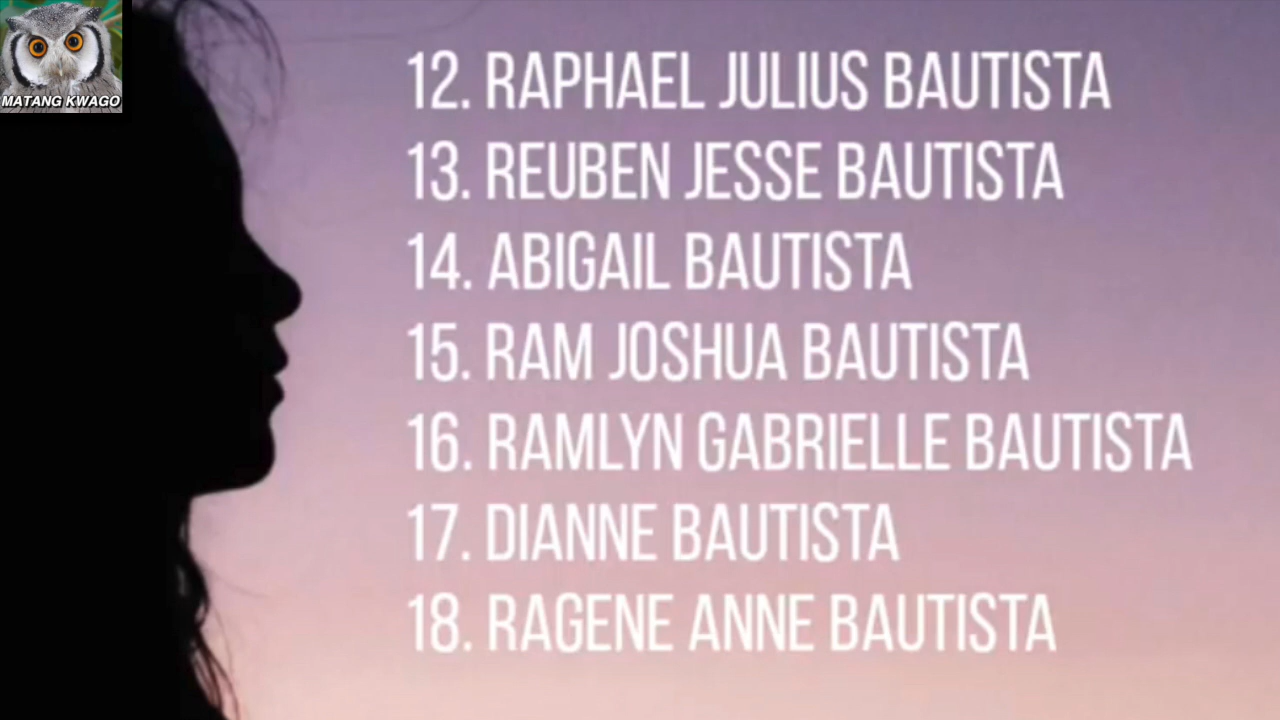 MATANG KWAGO
12. RAPHAEL JULIUS BAUTISTA
13. REUBEN JESSE BAUTISTA
14. ABIGAIL BAUTISTA
15. RAM JOSHUA BAUTISTA
16. RAMLYN GABRIELLE BAUTISTA
17. DIANNE BAUTISTA
18. RAGENE ANNE BAUTISTA